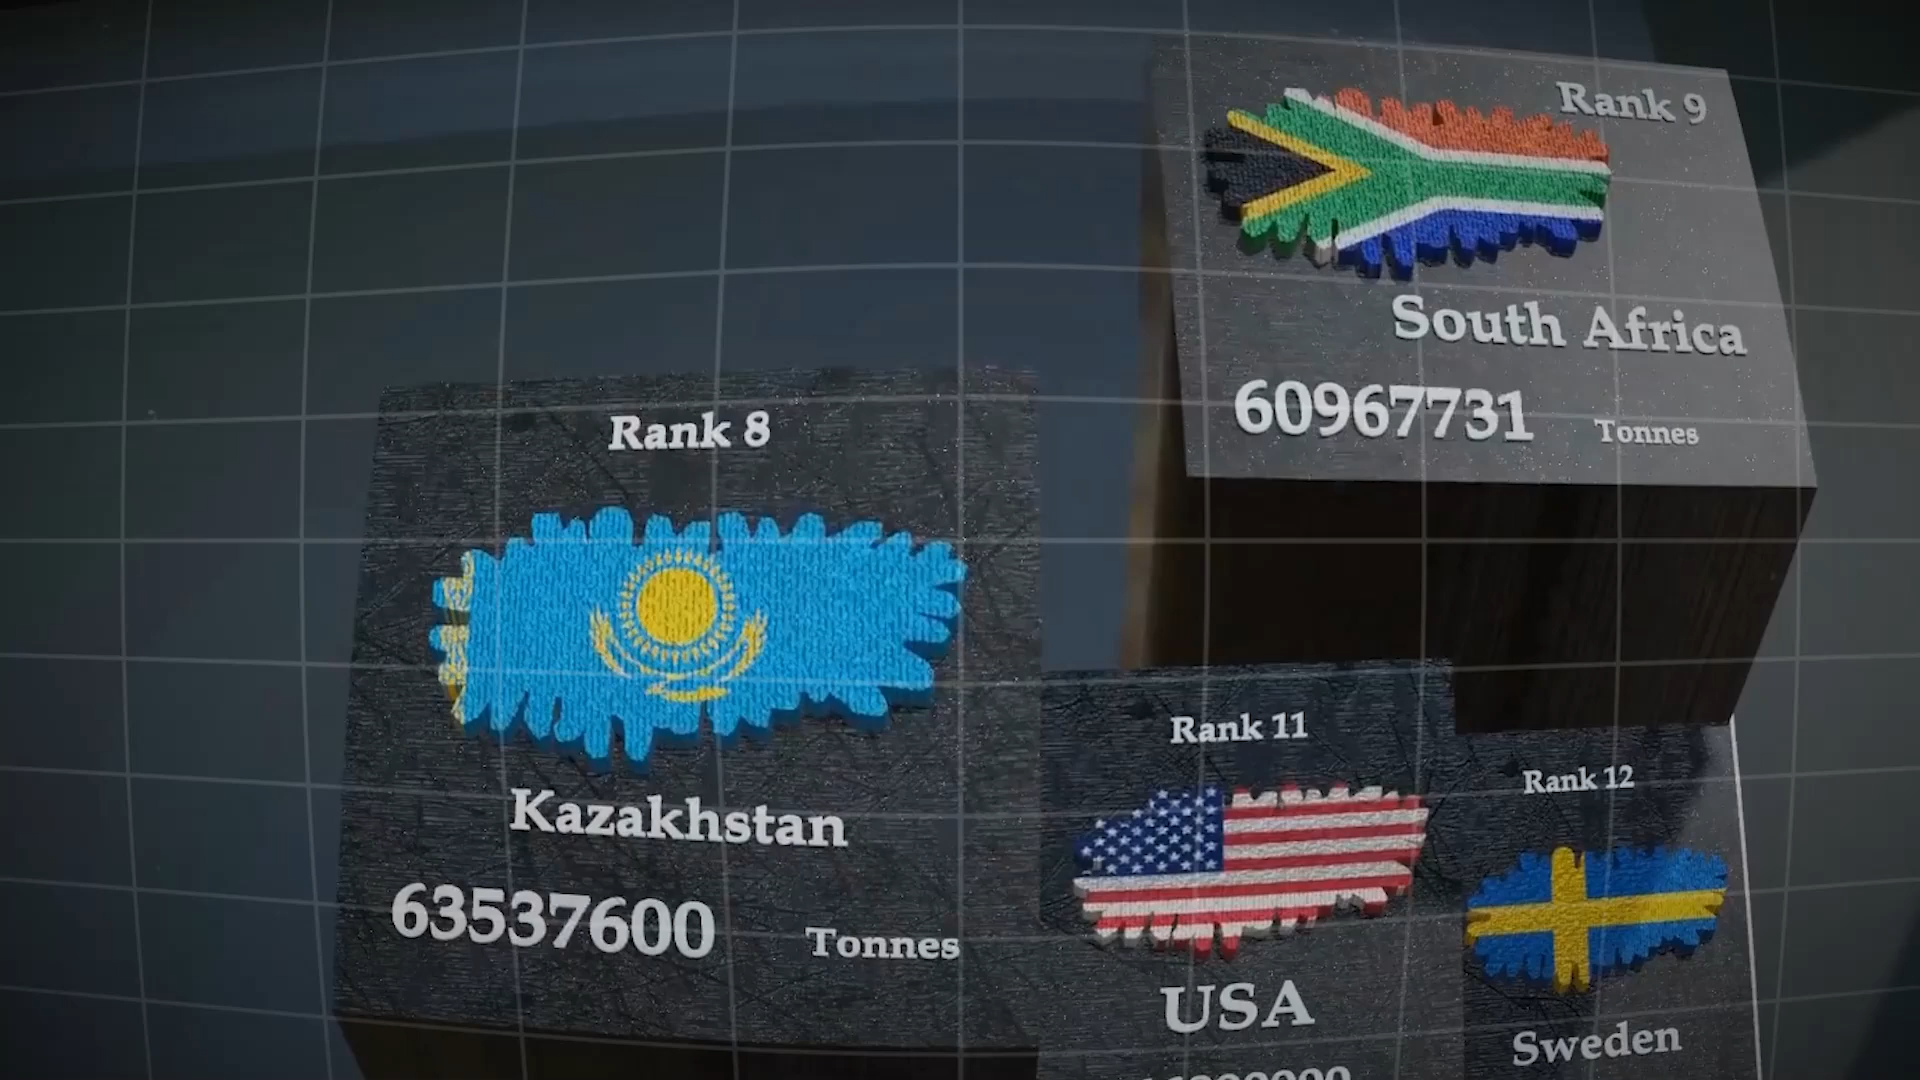 Rank 9
South Africa
60967731 Tonnes
Rank 8
Kazakhstan
63537600 Tonnes
Rank 11
USA
Rank 12
Sweden